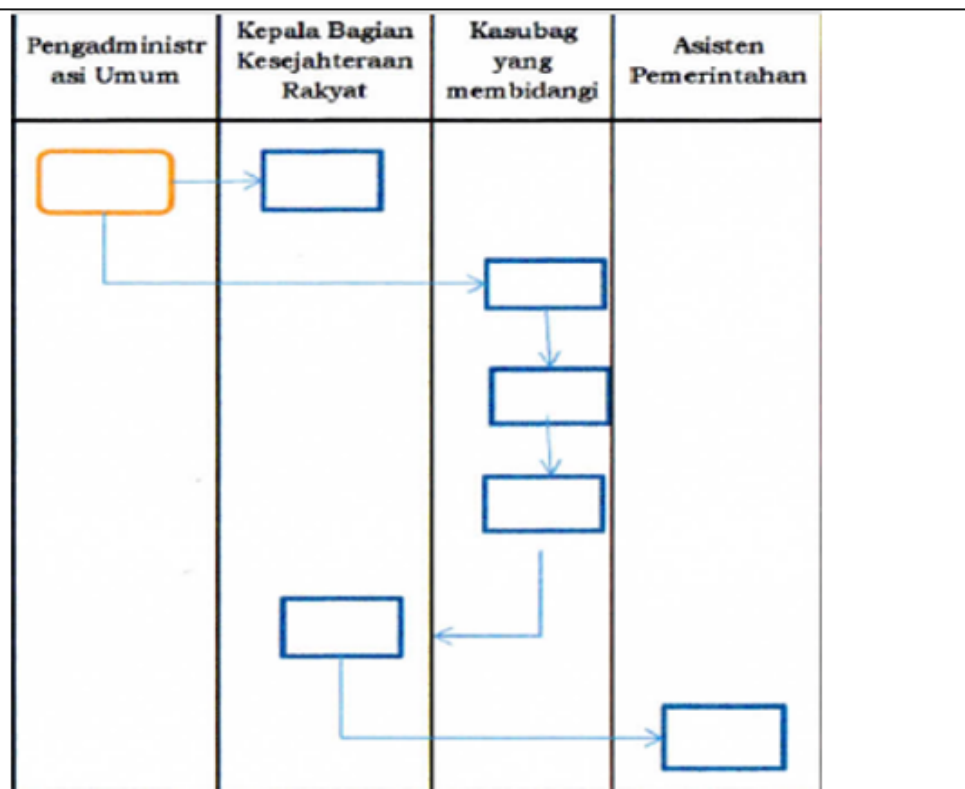 Pengadministr
asi Umum
Kepala Bagian
Kesejahteraan
Rakyat
Kasubag
yang
membidangi
Asisten
Pemerintahan